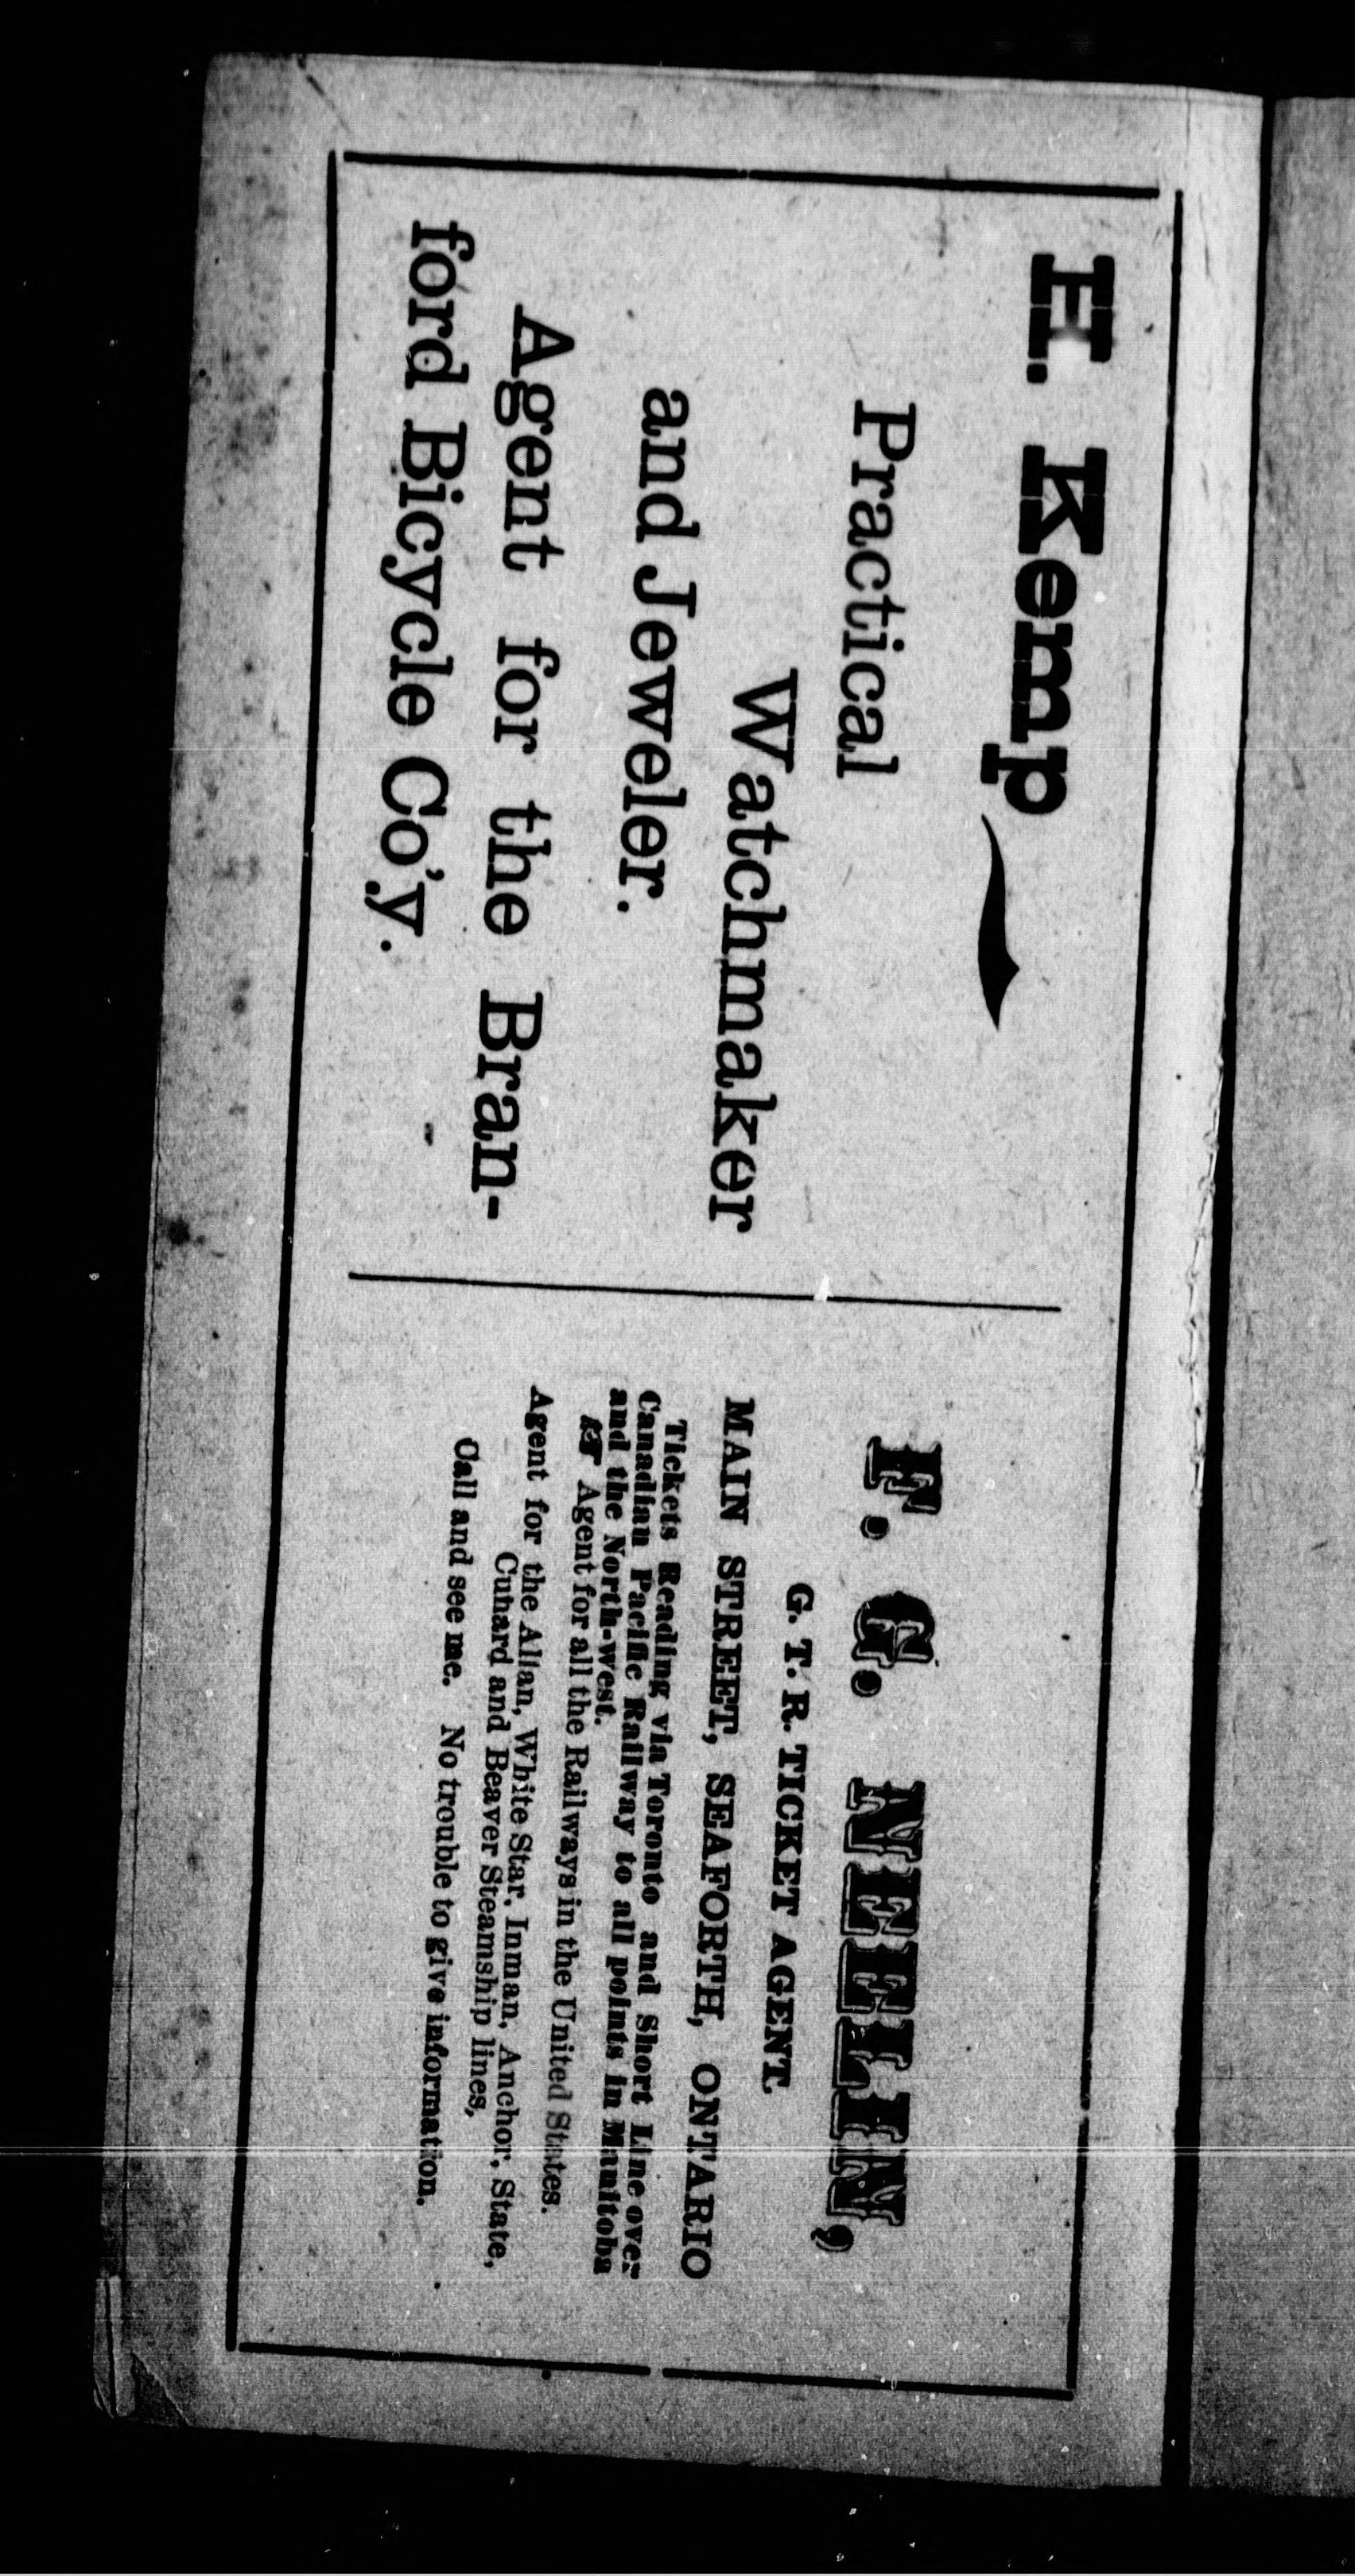 E. Kemp
Practical
Watchmaker
and Jeweler.
Agent for the Bran-
ford Bicycle Co'y.
F. G. NEELIN,
G. T. R. TICKET AGENT
MAIN STREET, SEAFORTH, ONTARIO
Tickets Reading via Toronto and Short Line over
Canadian Pacific Railway to all points in Manitoba
and the North-West.
☞ Agent for all the Railways in the United States.
Agent for the Allan, White Star, Inman, Anchor, State,
Cunard and Beaver Steamship lines,
Call and see me. No trouble to give information.